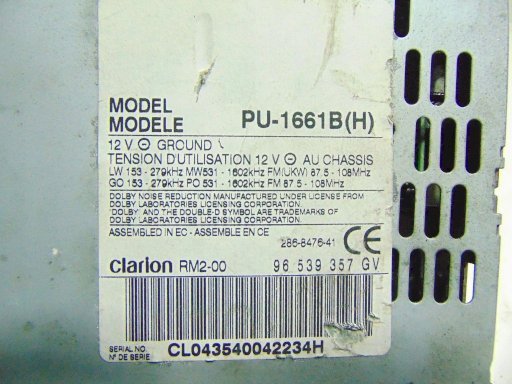 MODEL
MODELE PU-1661B(H)
12 V ⊖ GROUND
TENSION D'UTILISATION 12 V ⊖ AU CHASSIS
LW 153 - 279kHz MW531 - 1602kHz FM(UKW) 87.5 - 108MHz
GO 153 - 279kHz PO 531 - 1602kHz FM 87.5 - 108MHz
DOLBY NOISE REDUCTION MANUFACTURED UNDER LICENSE FROM
DOLBY LABORATORIES LICENSING CORPORATION.
DOLBY AND THE DOUBLE-D SYMBOL ARE TRADEMARKS OF
DOLBY LABORATORIES LICENSING CORPORATION.
ASSEMBLED IN EC - ASSEMBLE EN CE
286-8476-41 CE
Clarion RM2-00 96 539 357 GV
SERIAL NO.
N° DE SERIE CL043540042234H